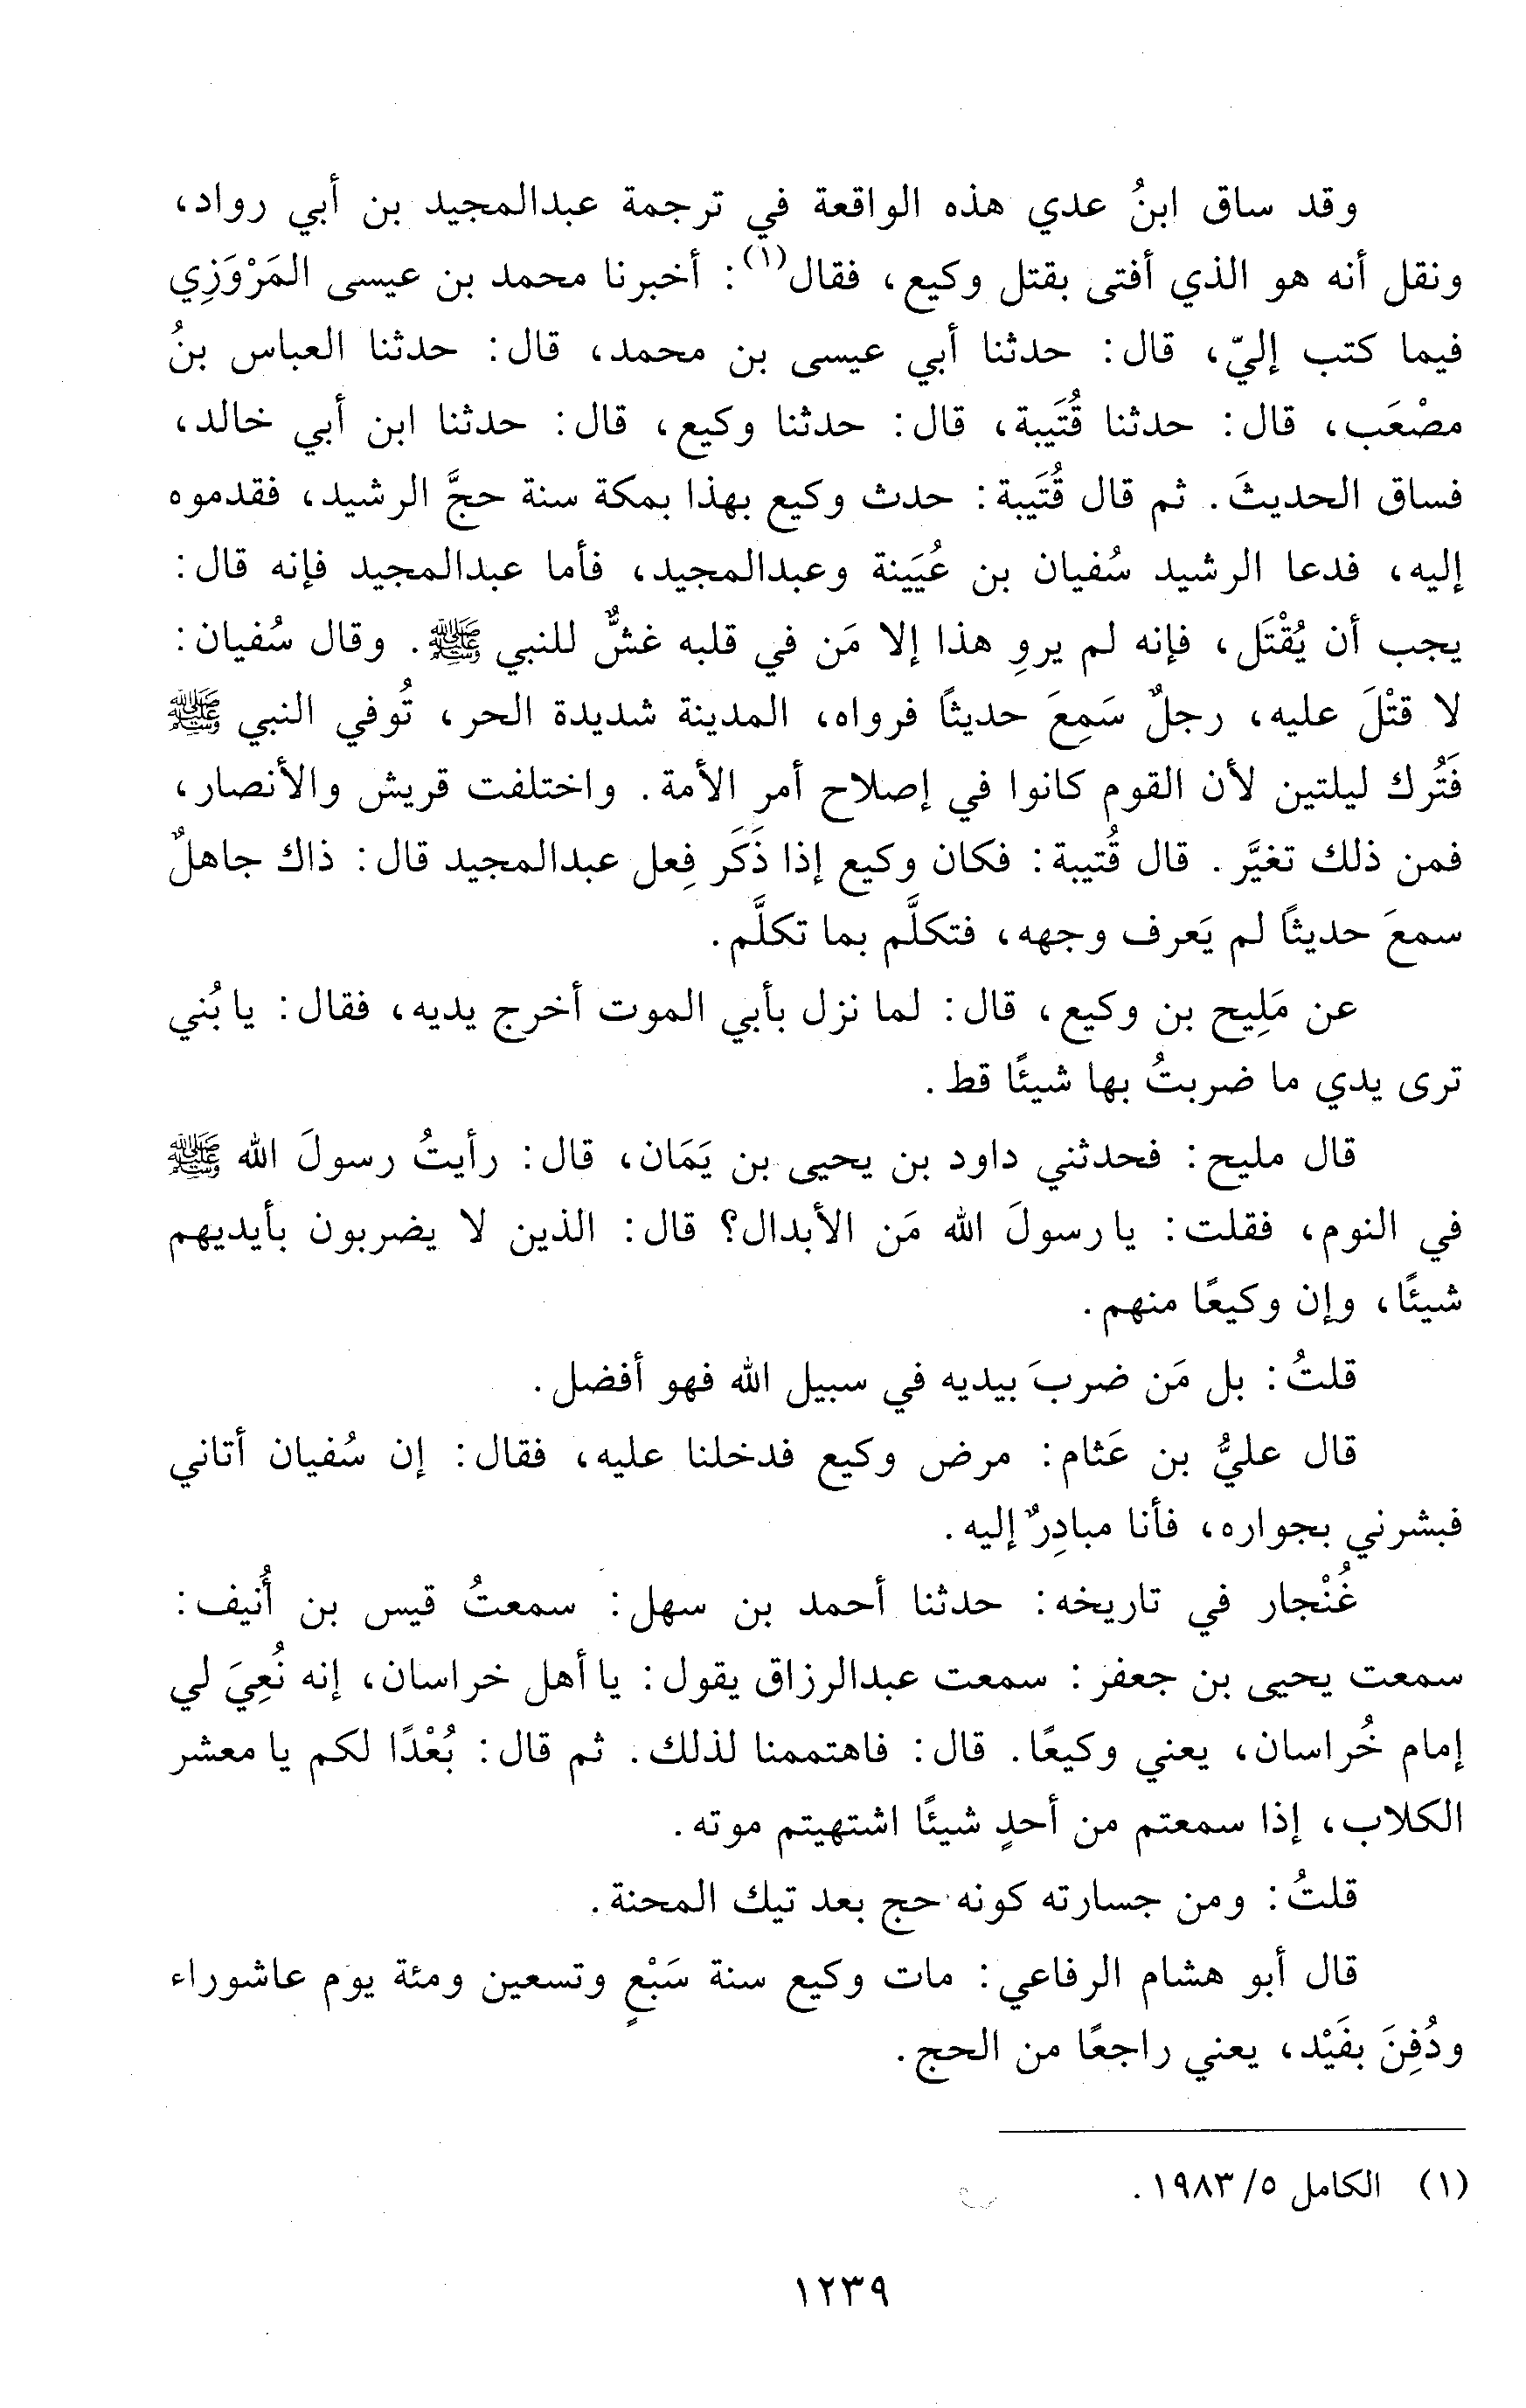 وقد ساق ابنُ عدي هذه الواقعة في ترجمة عبدالمجيد بن أبي رواد،
ونقل أنه هو الذي أفتى بقتل وكيع، فقال(١): أخبرنا محمد بن عيسى المَرْوَزِي
فيما كتب إليّ، قال: حدثنا أبي عيسى بن محمد، قال: حدثنا العباس بنُ
مصْعَب، قال: حدثنا قُتَيبة، قال: حدثنا وكيع، قال: حدثنا ابن أبي خالد،
فساق الحديثَ. ثم قال قُتَيبة: حدث وكيع بهذا بمكة سنة حجَّ الرشيد، فقدموه
إليه، فدعا الرشيد سُفيان بن عُيَينة وعبدالمجيد، فأما عبدالمجيد فإنه قال:
يجب أن يُقْتَل، فإنه لم يروِ هذا إلا مَن في قلبه غشٌّ للنبي ﷺ. وقال سُفيان:
لا قتْلَ عليه، رجلٌ سَمِعَ حديثاً فرواه، المدينة شديدة الحر، تُوفي النبي ﷺ
فَتُرك ليلتين لأن القوم كانوا في إصلاح أمر الأمة. واختلفت قريش والأنصار،
فمن ذلك تغيَّر. قال قُتيبة: فكان وكيع إذا ذَكَر فِعل عبدالمجيد قال: ذاك جاهلٌ
سمعَ حديثاً لم يَعرف وجهه، فتكلَّم بما تكلَّم.
عن مَلِيح بن وكيع، قال: لما نزل بأبي الموت أخرج يديه، فقال: يا بُني
ترى يدي ما ضربتُ بها شيئًا قط.
قال مليح: فحدثني داود بن يحيى بن يَمَان، قال: رأيتُ رسولَ الله ﷺ
في النوم، فقلت: يا رسولَ الله مَن الأبدال؟ قال: الذين لا يضربون بأيديهم
شيئًا، وإن وكيعًا منهم.
قلتُ: بل مَن ضربَ بيديه في سبيل الله فهو أفضل.
قال عليُّ بن عَثام: مرض وكيع فدخلنا عليه، فقال: إن سُفيان أتاني
فبشرني بجواره، فأنا مبادِرٌ إليه.
غُنْجار في تاريخه: حدثنا أحمد بن سهل: سمعتُ قيس بن أُنيف:
سمعت يحيى بن جعفر: سمعت عبدالرزاق يقول: يا أهل خراسان، إنه نُعِيَ لي
إمام خُراسان، يعني وكيعًا. قال: فاهتممنا لذلك. ثم قال: بُعْدًا لكم يا معشر
الكلاب، إذا سمعتم من أحدٍ شيئًا اشتهيتم موته.
قلتُ: ومن جسارته كونه حج بعد تيك المحنة.
قال أبو هشام الرفاعي: مات وكيع سنة سَبْعٍ وتسعين ومئة يوم عاشوراء
ودُفِنَ بفَيْد، يعني راجعًا من الحج.
(١) الكامل ٥/ ١٩٨٣.
١٢٣٩